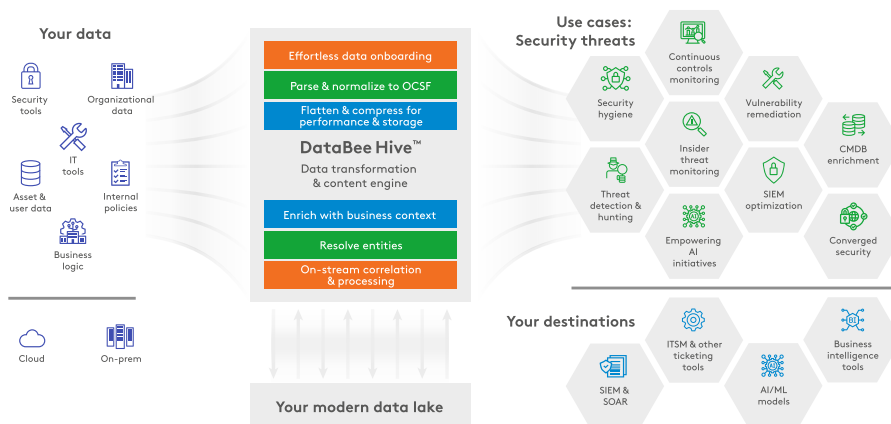 Your data
Security
tools
Organizational
data
IT
tools
Asset &
user data
Internal
policies
Business
logic
Cloud
On-prem
Effortless data onboarding
Parse & normalize to OCSF
Flatten & compress for
performance & storage
DataBee Hive™
Data transformation
& content engine
Enrich with business context
Resolve entities
On-stream correlation
& processing
Your modern data lake
Use cases:
Security threats
Continuous
controls
monitoring
Security
hygiene
Vulnerability
remediation
Insider
threat
monitoring
CMDB
enrichment
Threat
detection &
hunting
SIEM
optimization
AI
Empowering
AI
initiatives
Converged
security
Your destinations
ITSM & other
ticketing
tools
BI
Business
intelligence
tools
SIEM &
SOAR
AI
AI/ML
models